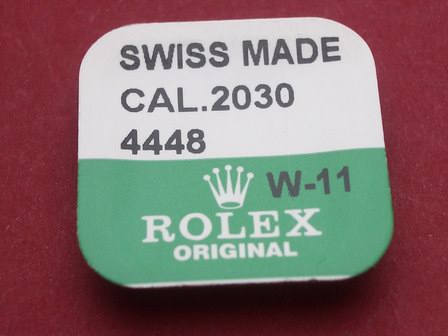 SWISS MADE
CAL.2030
4448
W-11
ROLEX
ORIGINAL